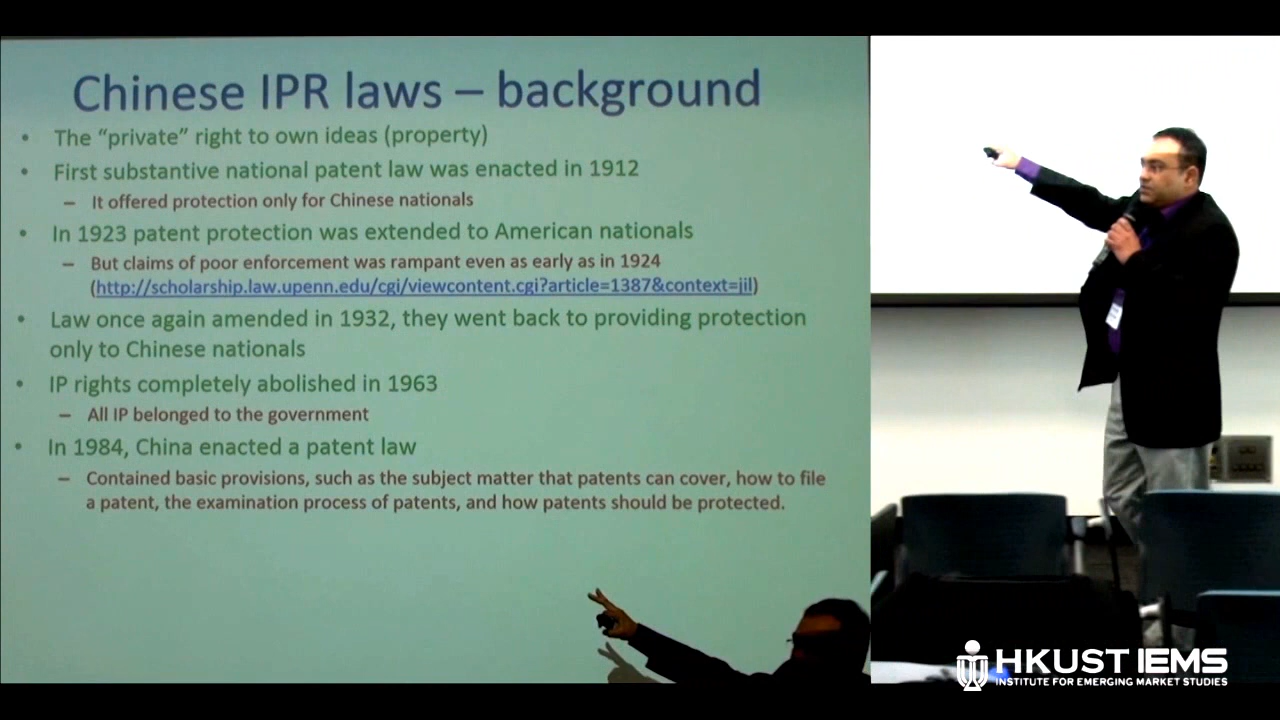 Chinese IPR laws – background
• The “private” right to own ideas (property)
• First substantive national patent law was enacted in 1912
– It offered protection only for Chinese nationals
• In 1923 patent protection was extended to American nationals
– But claims of poor enforcement was rampant even as early as in 1924
(http://scholarship.law.upenn.edu/cgi/viewcontent.cgi?article=1387&context=jil)
• Law once again amended in 1932, they went back to providing protection
only to Chinese nationals
• IP rights completely abolished in 1963
– All IP belonged to the government
• In 1984, China enacted a patent law
– Contained basic provisions, such as the subject matter that patents can cover, how to file
a patent, the examination process of patents, and how patents should be protected.
HKUST IEMS
INSTITUTE FOR EMERGING MARKET STUDIES